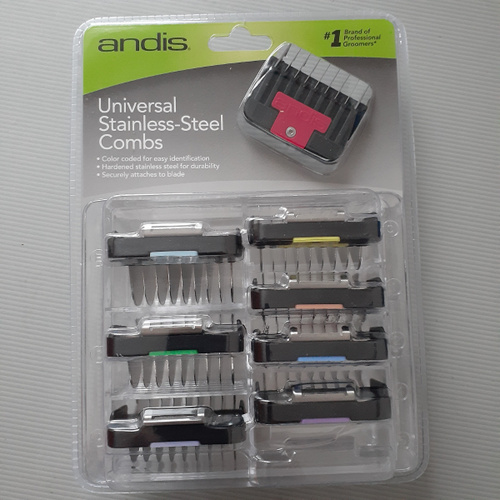 andis®
#1 Brand of
Professional
Groomers*
Universal
Stainless-Steel
Combs
• Color coded for easy identification
• Hardened stainless steel for durability
• Securely attaches to blade